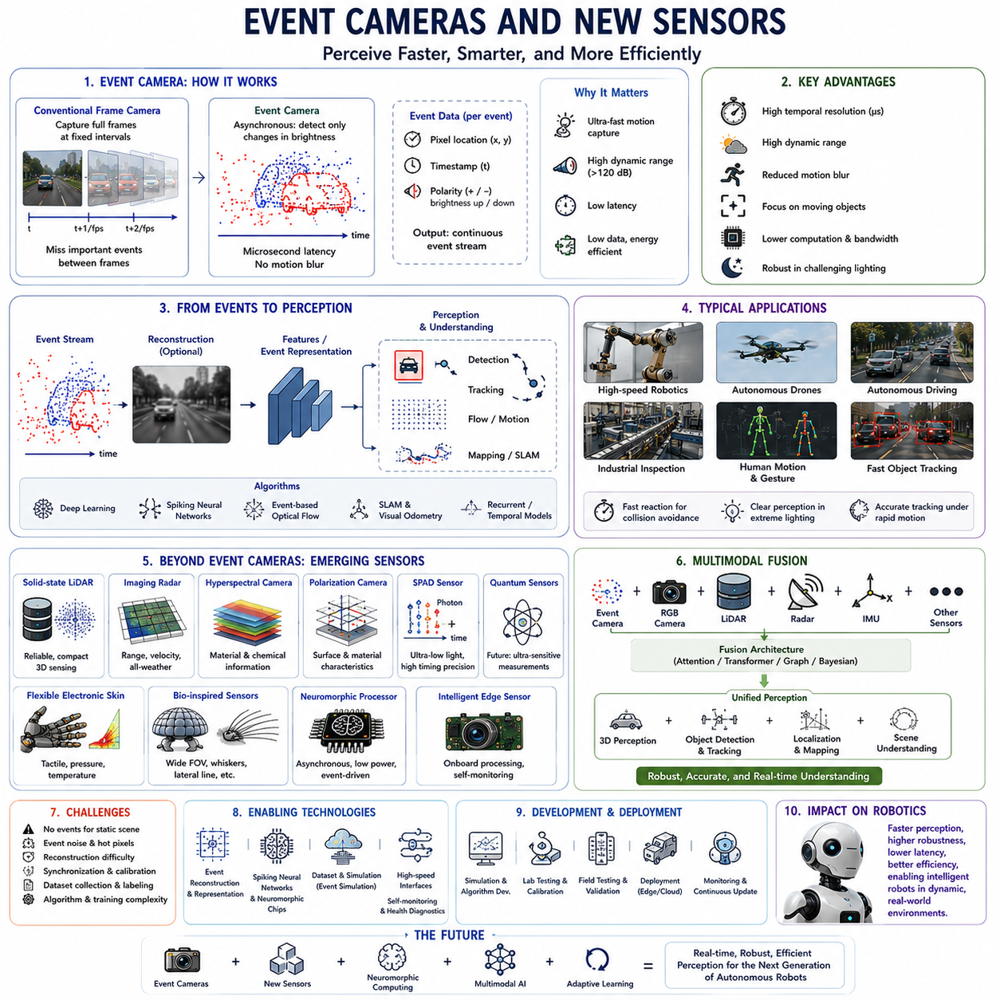 EVENT CAMERAS AND NEW SENSORS
Perceive Faster, Smarter, and More Efficiently
1. EVENT CAMERA: HOW IT WORKS
Conventional Frame Camera
Capture full frames
at fixed intervals
t
t+1/fps
t+2/fps
Miss important events
between frames
Event Camera
Asynchronous: detect only
changes in brightness
time
Microsecond latency
No motion blur
Event Data (per event)
Pixel location (x, y)
Timestamp (t)
Polarity (+ / −)
brightness up / down
Output: continuous
event stream
Why It Matters
Ultra-fast motion
capture
High dynamic range
(>120 dB)
Low latency
Low data, energy
efficient
2. KEY ADVANTAGES
High temporal resolution (µs)
High dynamic range
Reduced motion blur
Focus on moving objects
Lower computation & bandwidth
Robust in challenging lighting
3. FROM EVENTS TO PERCEPTION
Event Stream
time
Reconstruction
(Optional)
Features /
Event Representation
Perception
& Understanding
Detection
Tracking
Flow / Motion
Mapping / SLAM
Algorithms
Deep Learning
Spiking Neural
Networks
Event-based
Optical Flow
SLAM &
Visual Odometry
Recurrent /
Temporal Models
4. TYPICAL APPLICATIONS
High-speed Robotics
Autonomous Drones
Autonomous Driving
Industrial Inspection
Human Motion
& Gesture
Fast Object Tracking
Fast reaction for
collision avoidance
Clear perception in
extreme lighting
Accurate tracking under
rapid motion
5. BEYOND EVENT CAMERAS: EMERGING SENSORS
Solid-state LiDAR
Reliable, compact
3D sensing
Imaging Radar
Range, velocity,
all-weather
Hyperspectral Camera
Material & chemical
information
Polarization Camera
Surface & material
characteristics
SPAD Sensor
Photon
+
time
Ultra-low light,
high timing precision
Quantum Sensors
Future: ultra-sensitive
measurements
Flexible Electronic Skin
Tactile, pressure,
temperature
Bio-inspired Sensors
Wide FOV, whiskers,
lateral line, etc.
Neuromorphic Processor
Asynchronous, low power,
event-driven
Intelligent Edge Sensor
Onboard processing,
self-monitoring
6. MULTIMODAL FUSION
+ + + + +
X
Event
Camera
RGB
Camera
LiDAR
Radar
IMU
Other
Sensors
Fusion Architecture
(Attention / Transformer / Graph / Bayesian)
Unified Perception
+ + +
3D Perception
Object Detection
& Tracking
Localization
& Mapping
Scene
Understanding
Robust, Accurate, and Real-time Understanding
7. CHALLENGES
No events for static scene
Event noise & hot pixels
Reconstruction difficulty
Synchronization & calibration
Dataset collection & labeling
Algorithm & training complexity
8. ENABLING TECHNOLOGIES
Event
Reconstruction
& Representation
Spiking Neural
Networks
& Neuromorphic
Chips
Dataset & Simulation
(Event Simulation)
High-speed
Interfaces
Self-monitoring
& Health Diagnostics
9. DEVELOPMENT & DEPLOYMENT
Simulation &
Algorithm Dev.
Lab Testing &
Calibration
Field Testing &
Validation
Deployment
(Edge/Cloud)
Monitoring &
Continuous Update
10. IMPACT ON ROBOTICS
Faster perception,
higher robustness,
lower latency,
better efficiency,
enabling intelligent
robots in dynamic,
real-world
environments.
THE FUTURE
Event Cameras
+
New Sensors
+
Neuromorphic
Computing
+
Multimodal AI
+
Adaptive Learning
=
Real-time, Robust, Efficient
Perception for the Next Generation
of Autonomous Robots